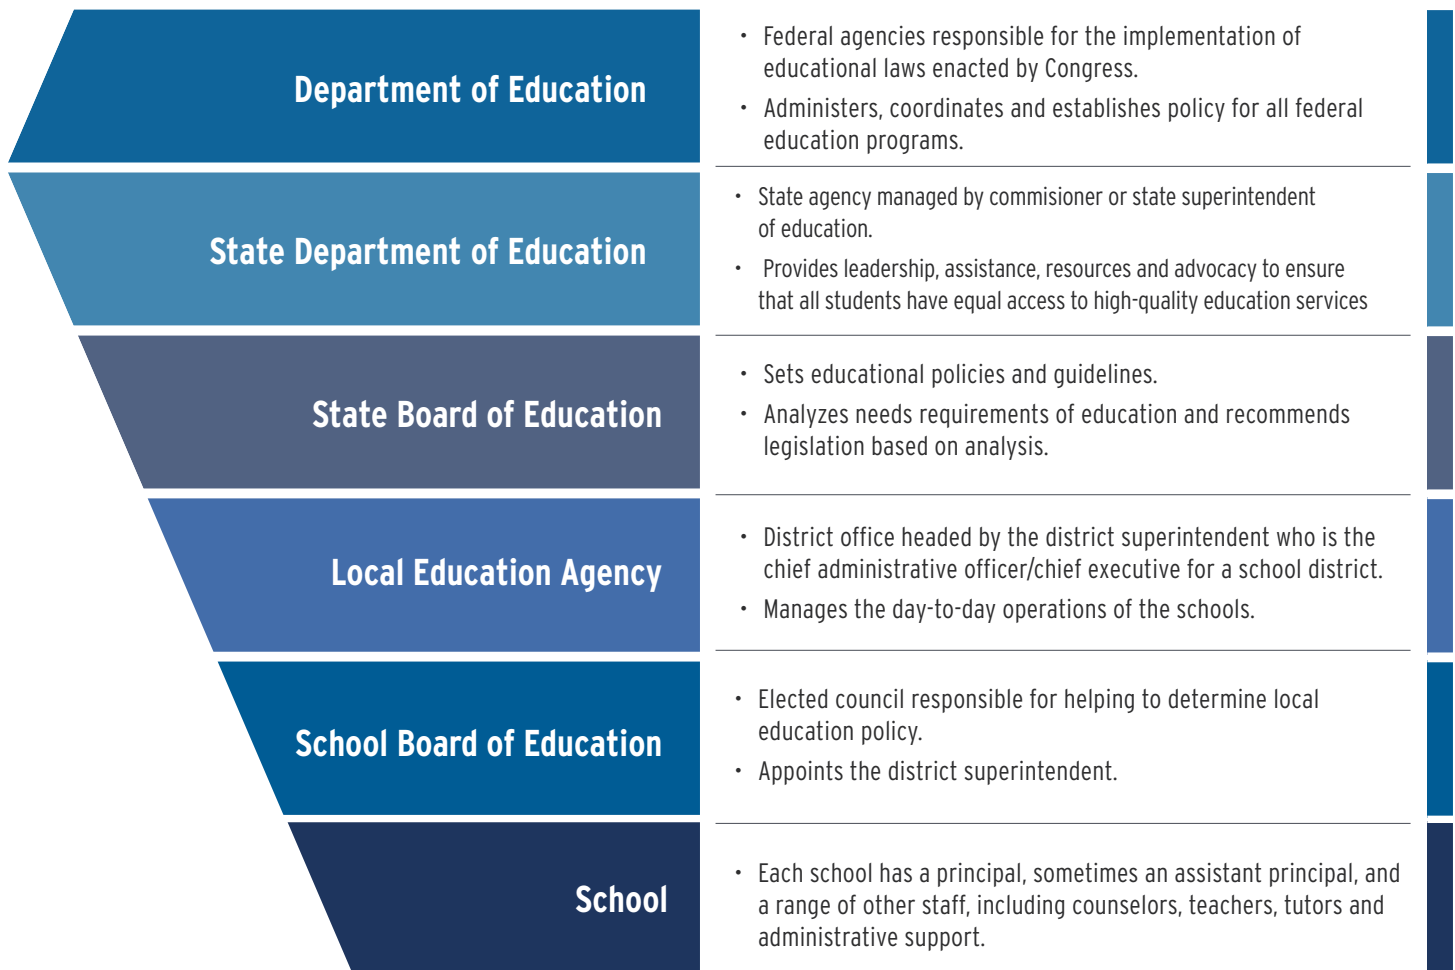 Department of Education
• Federal agencies responsible for the implementation of
educational laws enacted by Congress.
• Administers, coordinates and establishes policy for all federal
education programs.
State Department of Education
• State agency managed by commisioner or state superintendent
of education.
• Provides leadership, assistance, resources and advocacy to ensure
that all students have equal access to high-quality education services
State Board of Education
• Sets educational policies and guidelines.
• Analyzes needs requirements of education and recommends
legislation based on analysis.
Local Education Agency
• District office headed by the district superintendent who is the
chief administrative officer/chief executive for a school district.
• Manages the day-to-day operations of the schools.
School Board of Education
• Elected council responsible for helping to determine local
education policy.
• Appoints the district superintendent.
School
• Each school has a principal, sometimes an assistant principal, and
a range of other staff, including counselors, teachers, tutors and
administrative support.